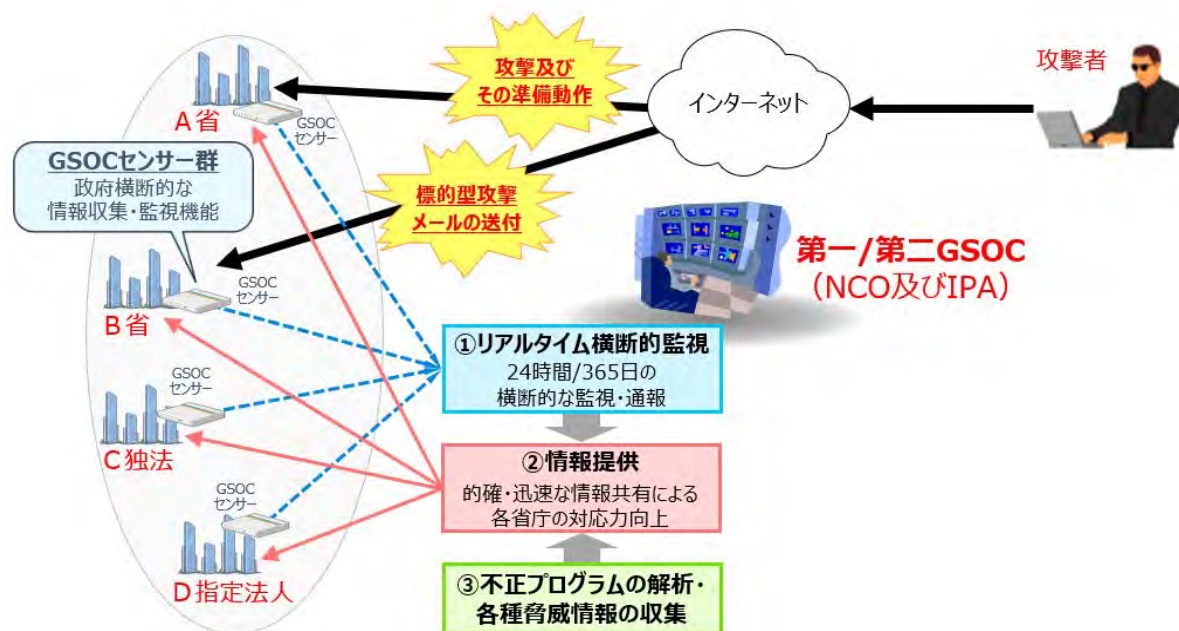 攻撃及び
その準備動作
インターネット
攻撃者
GSOC
センサー
A省
GSOCセンサー群
政府横断的な
情報収集・監視機能
標的型攻撃
メールの送付
第一/第二GSOC
（NCO及びIPA）
GSOC
センサー
B省
①リアルタイム横断的監視
24時間/365日の
横断的な監視・通報
GSOC
センサー
C独法
②情報提供
的確・迅速な情報共有による
各省庁の対応力向上
GSOC
センサー
D指定法人
③不正プログラムの解析・
各種脅威情報の収集